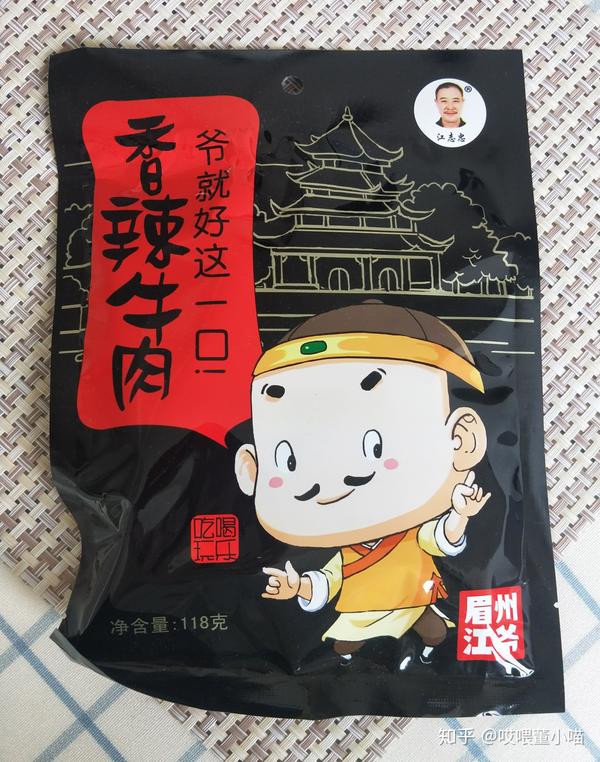 江志忠®
香辣牛肉
爷就好这一口!
吃喝
玩乐
净含量:118克
眉州
江爷
知乎 @哎喂董小喵